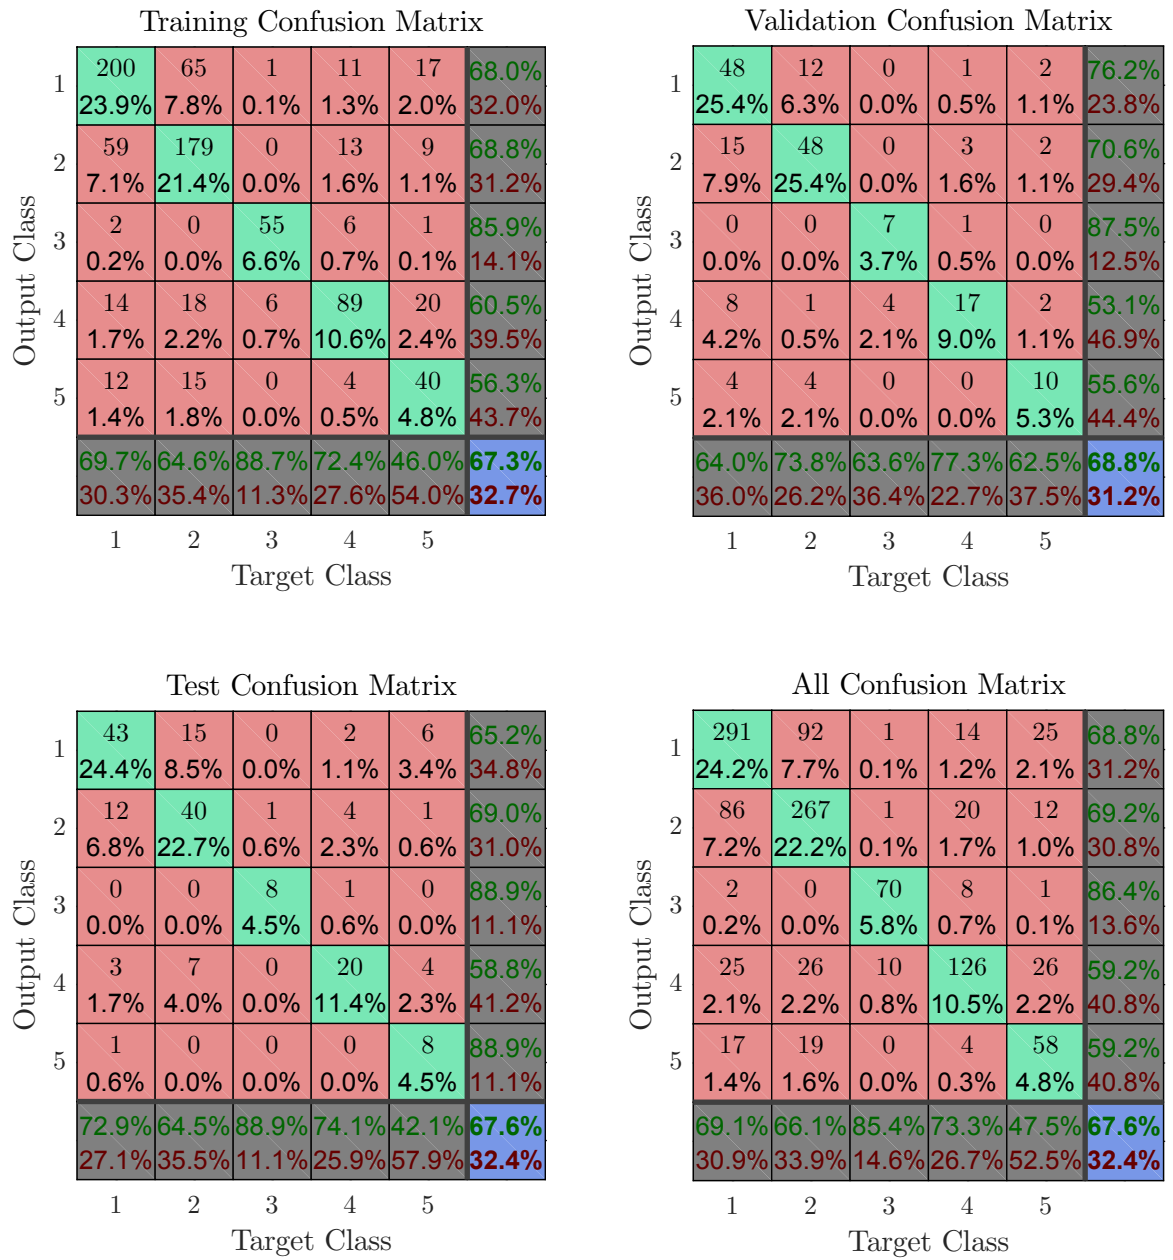 Training Confusion Matrix
1 200 65 1 11 17 68.0%
23.9% 7.8% 0.1% 1.3% 2.0% 32.0%
2 59 179 0 13 9 68.8%
7.1% 21.4% 0.0% 1.6% 1.1% 31.2%
3 2 0 55 6 1 85.9%
0.2% 0.0% 6.6% 0.7% 0.1% 14.1%
4 14 18 6 89 20 60.5%
1.7% 2.2% 0.7% 10.6% 2.4% 39.5%
5 12 15 0 4 40 56.3%
1.4% 1.8% 0.0% 0.5% 4.8% 43.7%
69.7% 64.6% 88.7% 72.4% 46.0% 67.3%
30.3% 35.4% 11.3% 27.6% 54.0% 32.7%
1 2 3 4 5
Target Class
Output Class
Validation Confusion Matrix
1 48 12 0 1 2 76.2%
25.4% 6.3% 0.0% 0.5% 1.1% 23.8%
2 15 48 0 3 2 70.6%
7.9% 25.4% 0.0% 1.6% 1.1% 29.4%
3 0 0 7 1 0 87.5%
0.0% 0.0% 3.7% 0.5% 0.0% 12.5%
4 8 1 4 17 2 53.1%
4.2% 0.5% 2.1% 9.0% 1.1% 46.9%
5 4 4 0 0 10 55.6%
2.1% 2.1% 0.0% 0.0% 5.3% 44.4%
64.0% 73.8% 63.6% 77.3% 62.5% 68.8%
36.0% 26.2% 36.4% 22.7% 37.5% 31.2%
1 2 3 4 5
Target Class
Output Class
Test Confusion Matrix
1 43 15 0 2 6 65.2%
24.4% 8.5% 0.0% 1.1% 3.4% 34.8%
2 12 40 1 4 1 69.0%
6.8% 22.7% 0.6% 2.3% 0.6% 31.0%
3 0 0 8 1 0 88.9%
0.0% 0.0% 4.5% 0.6% 0.0% 11.1%
4 3 7 0 20 4 58.8%
1.7% 4.0% 0.0% 11.4% 2.3% 41.2%
5 1 0 0 0 8 88.9%
0.6% 0.0% 0.0% 0.0% 4.5% 11.1%
72.9% 64.5% 88.9% 74.1% 42.1% 67.6%
27.1% 35.5% 11.1% 25.9% 57.9% 32.4%
1 2 3 4 5
Target Class
Output Class
All Confusion Matrix
1 291 92 1 14 25 68.8%
24.2% 7.7% 0.1% 1.2% 2.1% 31.2%
2 86 267 1 20 12 69.2%
7.2% 22.2% 0.1% 1.7% 1.0% 30.8%
3 2 0 70 8 1 86.4%
0.2% 0.0% 5.8% 0.7% 0.1% 13.6%
4 25 26 10 126 26 59.2%
2.1% 2.2% 0.8% 10.5% 2.2% 40.8%
5 17 19 0 4 58 59.2%
1.4% 1.6% 0.0% 0.3% 4.8% 40.8%
69.1% 66.1% 85.4% 73.3% 47.5% 67.6%
30.9% 33.9% 14.6% 26.7% 52.5% 32.4%
1 2 3 4 5
Target Class
Output Class